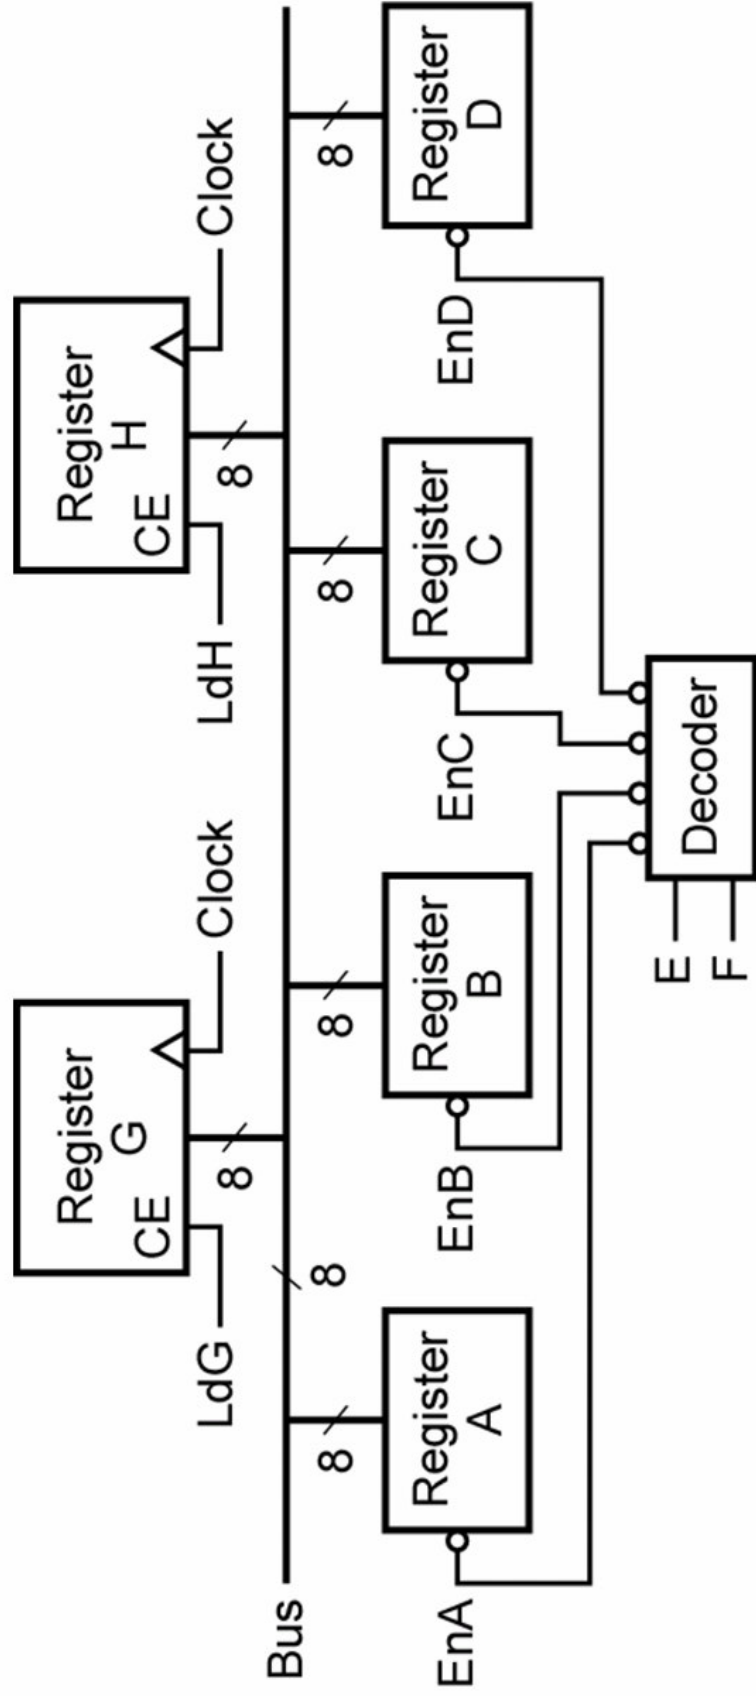 Register
G
CE
LdG
Clock
Register
H
CE
LdH
Clock
8
8
Bus
8
8
8
8
8
Register
A
Register
B
Register
C
Register
D
EnA
EnB
EnC
EnD
E
F
Decoder